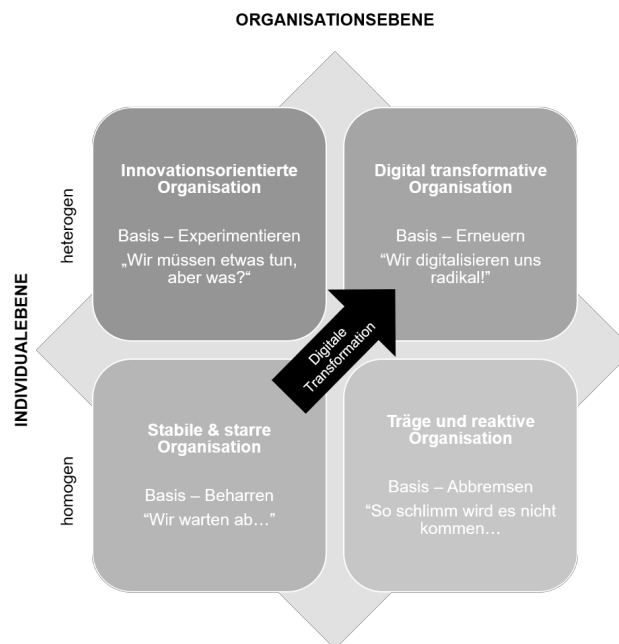 ORGANISATIONSEBENE
INDIVIDUALEBENE
heterogen
homogen
Innovationsorientierte
Organisation
Basis – Experimentieren
„Wir müssen etwas tun,
aber was?“
Digital transformative
Organisation
Basis – Erneuern
“Wir digitalisieren uns
radikal!”
Digitale
Transformation
Stabile & starre
Organisation
Basis – Beharren
“Wir warten ab…”
Träge und reaktive
Organisation
Basis – Abbremsen
“So schlimm wird es nicht
kommen…